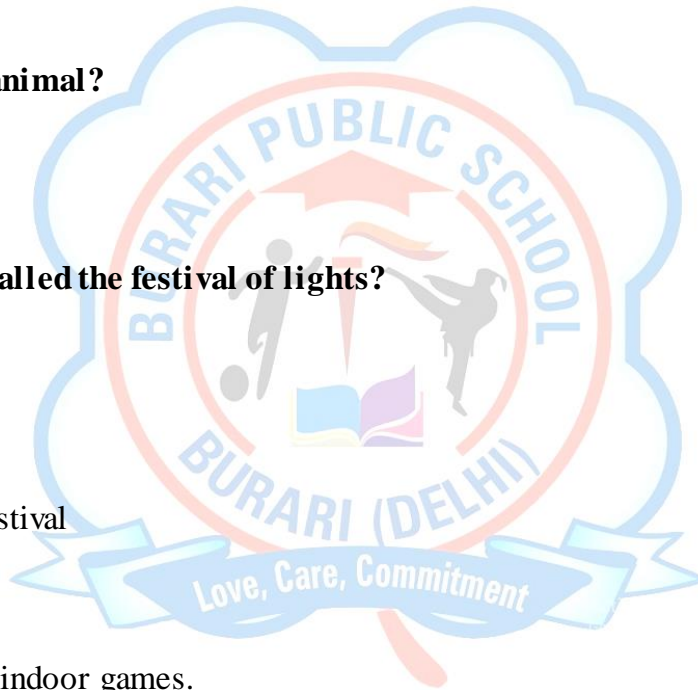 animal?
BURARI PUBLIC SCHOOL
alled the festival of lights?
BURARI (DELHI)
stival
Love, Care, Commitment
indoor games.